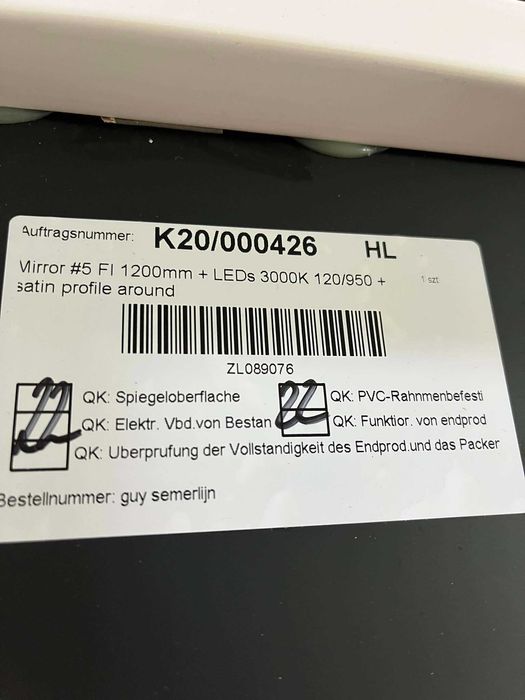 Auftragsnummer: K20/000426 HL
Mirror #5 FI 1200mm + LEDs 3000K 120/950 + 1 szt
satin profile around
ZL089076
QK: Spiegeloberflache QK: PVC-Rahnmenbefesti
QK: Elektr. Vbd.von Bestan QK: Funktior. von endprod
QK: Uberprufung der Vollstandigkeit des Endprod.und das Packer
Bestellnummer: guy semerlijn